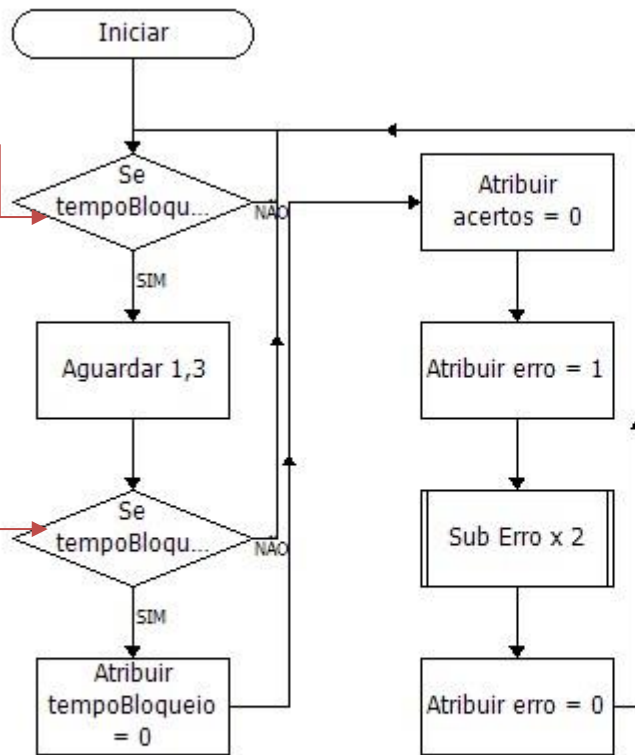 Iniciar
Se
tempoBloqu...
NÃO
SIM
Aguardar 1,3
Se
tempoBloqu...
NÃO
SIM
Atribuir
tempoBloqueio
= 0
Atribuir
acertos = 0
Atribuir erro = 1
Sub Erro x 2
Atribuir erro = 0